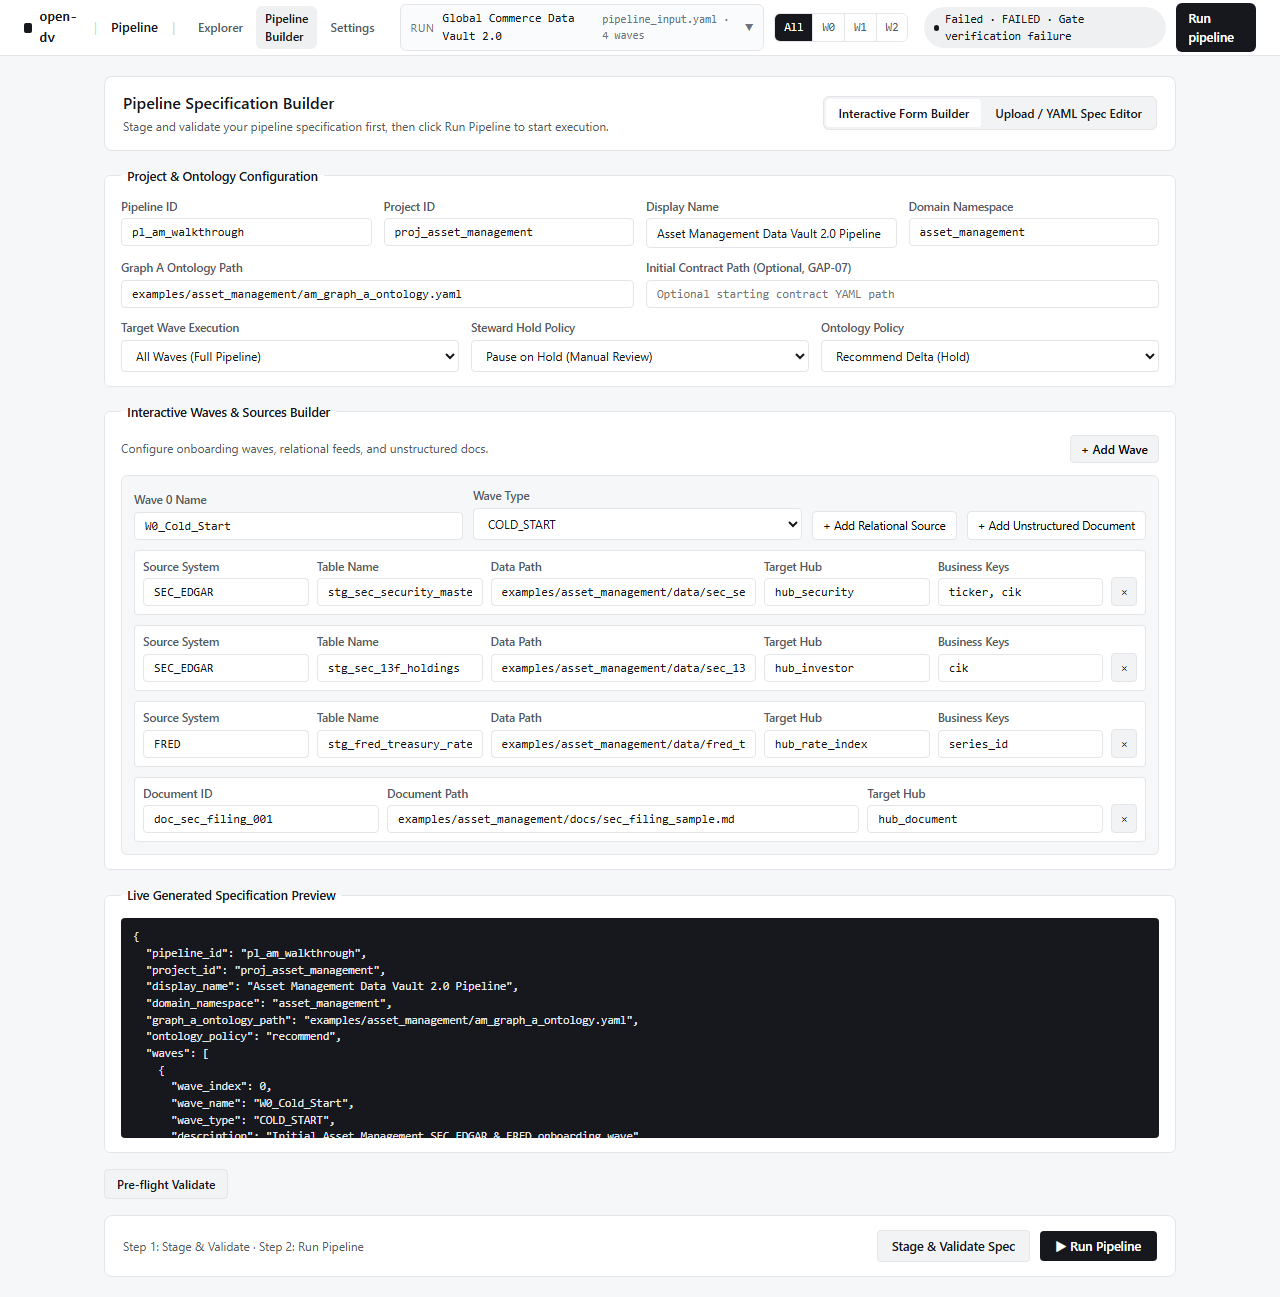 open-dv
Pipeline
Explorer
Pipeline Builder
Settings
RUN
Global Commerce Data Vault 2.0
pipeline_input.yaml · 4 waves
▼
All
W0
W1
W2
Failed · FAILED · Gate verification failure
Run pipeline
Pipeline Specification Builder
Stage and validate your pipeline specification first, then click Run Pipeline to start execution.
Interactive Form Builder
Upload / YAML Spec Editor
Project & Ontology Configuration
Pipeline ID
Project ID
Display Name
Domain Namespace
pl_am_walkthrough
proj_asset_management
Asset Management Data Vault 2.0 Pipeline
asset_management
Graph A Ontology Path
Initial Contract Path (Optional, GAP-07)
examples/asset_management/am_graph_a_ontology.yaml
Optional starting contract YAML path
Target Wave Execution
Steward Hold Policy
Ontology Policy
All Waves (Full Pipeline)
Pause on Hold (Manual Review)
Recommend Delta (Hold)
Interactive Waves & Sources Builder
Configure onboarding waves, relational feeds, and unstructured docs.
+ Add Wave
Wave 0 Name
Wave Type
W0_Cold_Start
COLD_START
+ Add Relational Source
+ Add Unstructured Document
Source System
Table Name
Data Path
Target Hub
Business Keys
SEC_EDGAR
stg_sec_security_maste
examples/asset_management/data/sec_se
hub_security
ticker, cik
×
Source System
Table Name
Data Path
Target Hub
Business Keys
SEC_EDGAR
stg_sec_13f_holdings
examples/asset_management/data/sec_13
hub_investor
cik
×
Source System
Table Name
Data Path
Target Hub
Business Keys
FRED
stg_fred_treasury_rate
examples/asset_management/data/fred_t
hub_rate_index
series_id
×
Document ID
Document Path
Target Hub
doc_sec_filing_001
examples/asset_management/docs/sec_filing_sample.md
hub_document
×
Live Generated Specification Preview
{
"pipeline_id": "pl_am_walkthrough",
"project_id": "proj_asset_management",
"display_name": "Asset Management Data Vault 2.0 Pipeline",
"domain_namespace": "asset_management",
"graph_a_ontology_path": "examples/asset_management/am_graph_a_ontology.yaml",
"ontology_policy": "recommend",
"waves": [
{
"wave_index": 0,
"wave_name": "W0_Cold_Start",
"wave_type": "COLD_START",
"description": "Initial Asset Management SEC EDGAR & FRED onboarding wave"
Pre-flight Validate
Step 1: Stage & Validate · Step 2: Run Pipeline
Stage & Validate Spec
▶ Run Pipeline